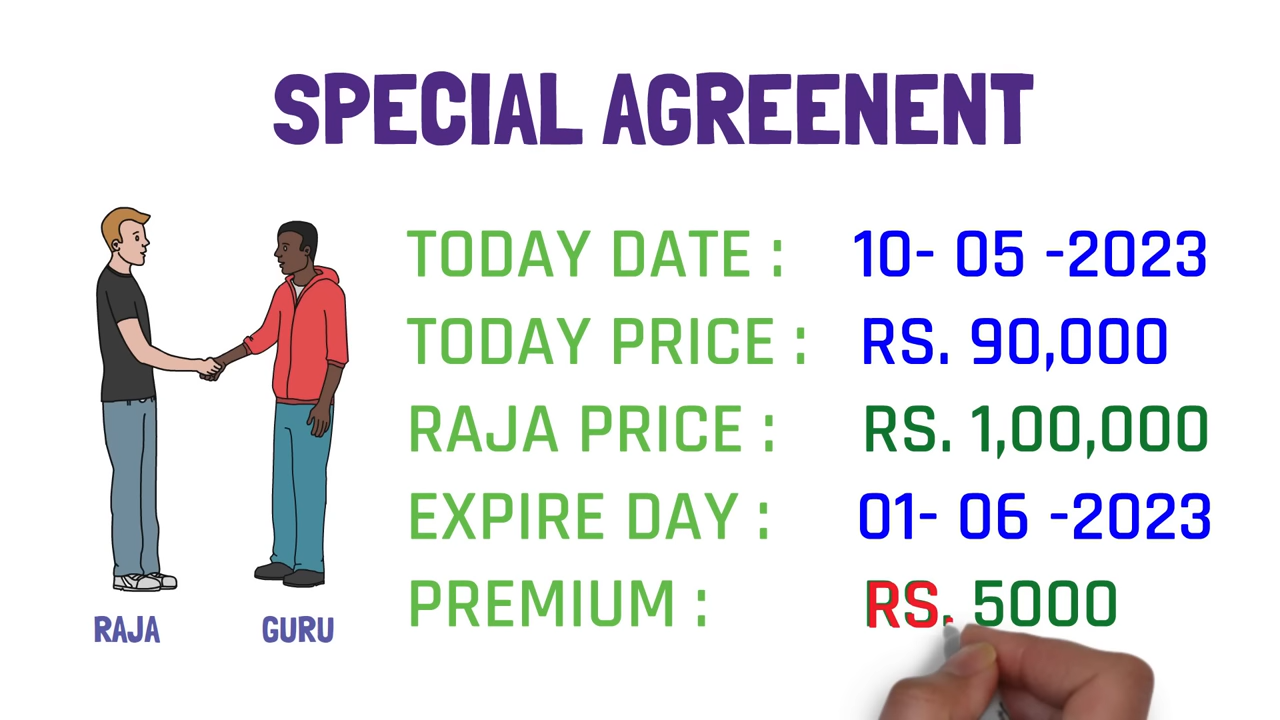 SPECIAL AGREENENT
TODAY DATE : 10- 05 -2023
TODAY PRICE : RS. 90,000
RAJA PRICE : RS. 1,00,000
EXPIRE DAY : 01- 06 -2023
PREMIUM : RS. 5000
RAJA GURU